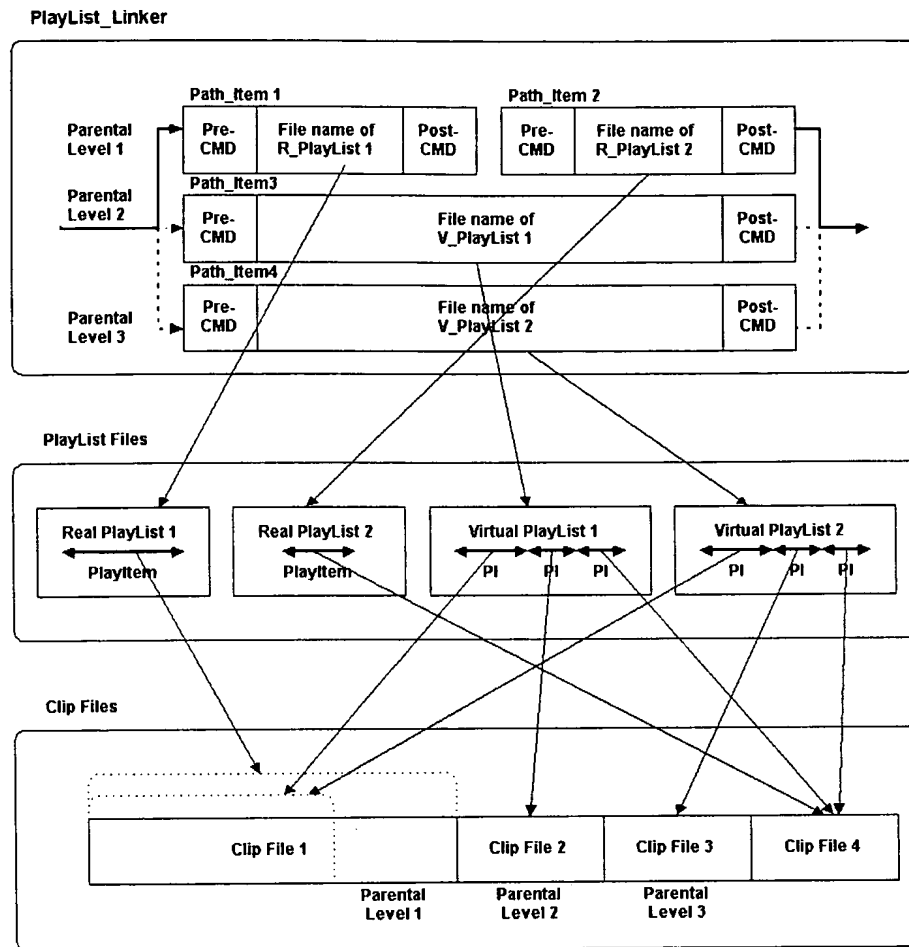 PlayList_Linker
Path_Item 1
Path_Item 2
Parental
Level 1
Pre-
CMD
File name of
R_PlayList 1
Post-
CMD
Pre-
CMD
File name of
R_PlayList 2
Post-
CMD
Parental
Level 2
Path_Item3
Pre-
CMD
File name of
V_PlayList 1
Post-
CMD
Path_Item4
Parental
Level 3
Pre-
CMD
File name of
V_PlayList 2
Post-
CMD
PlayList Files
Real PlayList 1
PlayItem
Real PlayList 2
PlayItem
Virtual PlayList 1
PI PI PI
Virtual PlayList 2
PI PI PI
Clip Files
Clip File 1
Clip File 2
Clip File 3
Clip File 4
Parental
Level 1
Parental
Level 2
Parental
Level 3